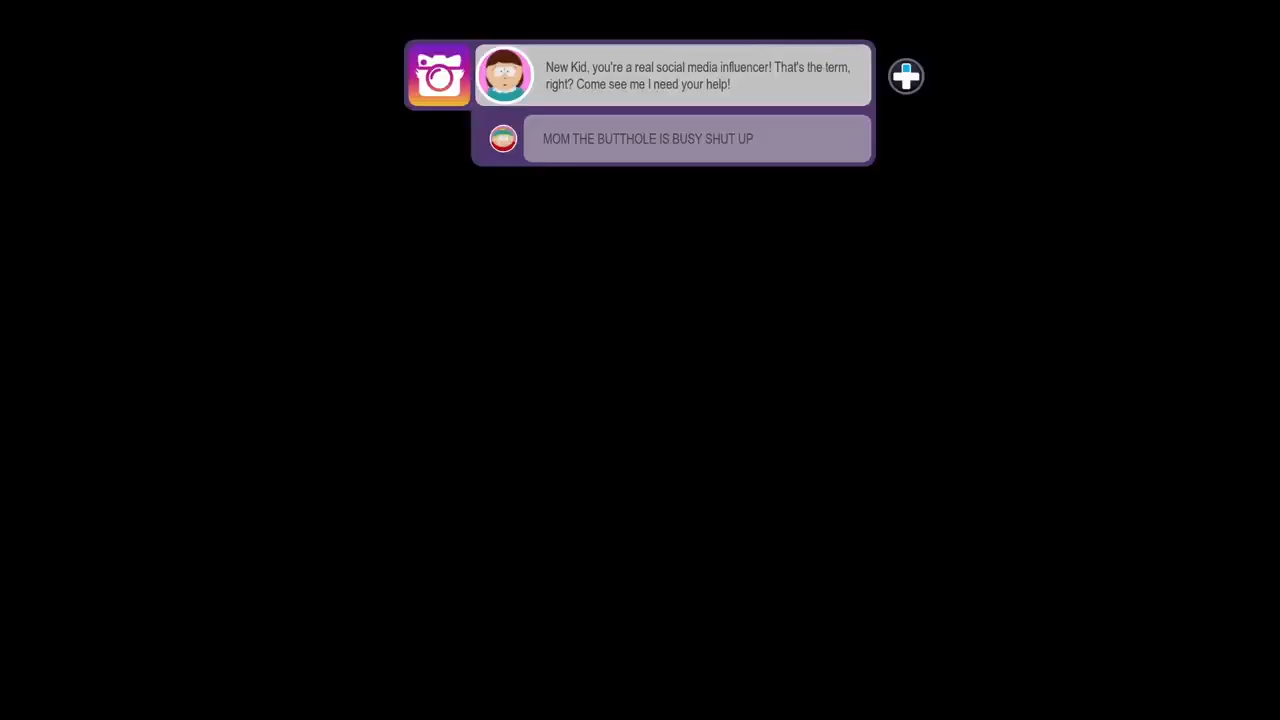 New Kid, you're a real social media influencer! That's the term,
right? Come see me I need your help!
MOM THE BUTTHOLE IS BUSY SHUT UP